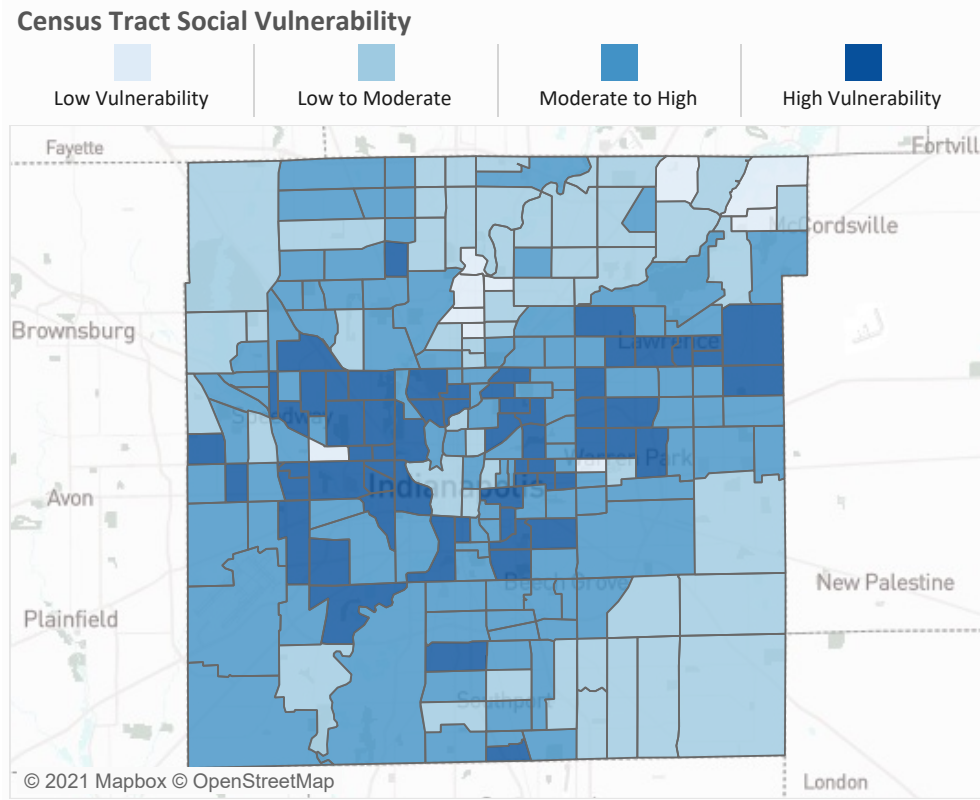 Census Tract Social Vulnerability
Low Vulnerability
Low to Moderate
Moderate to High
High Vulnerability
Fayette
Fortvill
McCordsville
Brownsburg
Lawrence
Speedway
Warren Park
Indianapolis
Avon
Beech Grove
New Palestine
Plainfield
Southport
© 2021 Mapbox © OpenStreetMap
London